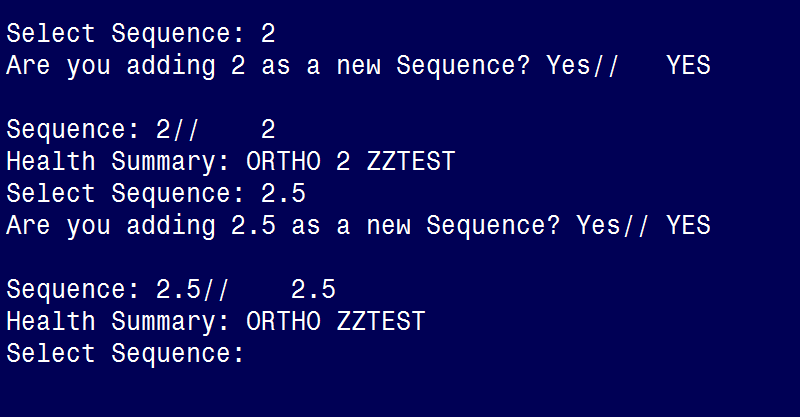 Select Sequence: 2
Are you adding 2 as a new Sequence? Yes//   YES
Sequence: 2//    2
Health Summary: ORTHO 2 ZZTEST
Select Sequence: 2.5
Are you adding 2.5 as a new Sequence? Yes// YES
Sequence: 2.5//    2.5
Health Summary: ORTHO ZZTEST
Select Sequence: